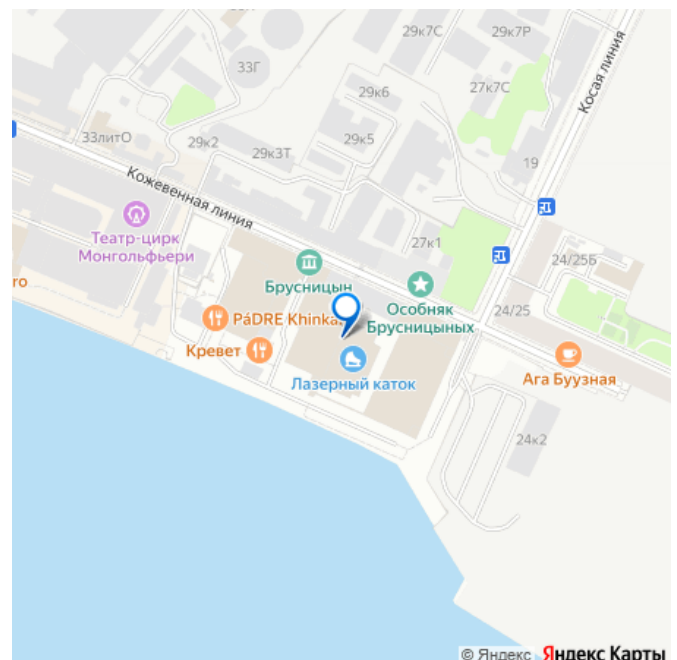 29к7С
29к7Р
Косая линия
33Г
29к6
27к7С
33литО
29к2
29к5
29к3Т
19
Кожевенная линия
Театр-цирк
Монгольфьери
27к1
24/25Б
Брусницын
Особняк
Брусницыных
24/25
ro
PáDRE Khinka
Кревет
Лазерный каток
Ага Буузная
24к2
© Яндекс Яндекс Карты